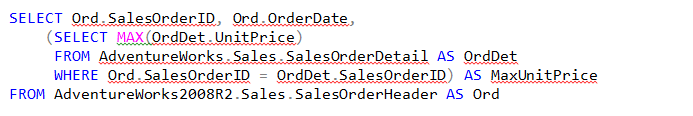 SELECT Ord.SalesOrderID, Ord.OrderDate,
    (SELECT MAX(OrdDet.UnitPrice)
     FROM AdventureWorks.Sales.SalesOrderDetail AS OrdDet
     WHERE Ord.SalesOrderID = OrdDet.SalesOrderID) AS MaxUnitPrice
FROM AdventureWorks2008R2.Sales.SalesOrderHeader AS Ord